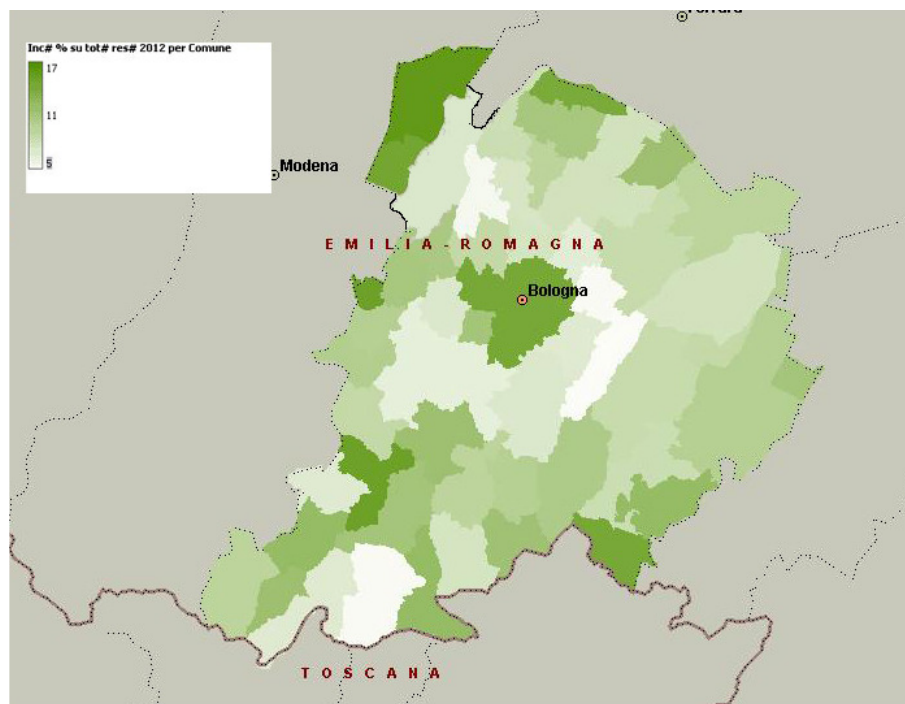 Inc# % su tot# res# 2012 per Comune
17
11
5
Modena
EMILIA-ROMAGNA
Bologna
TOSCANA